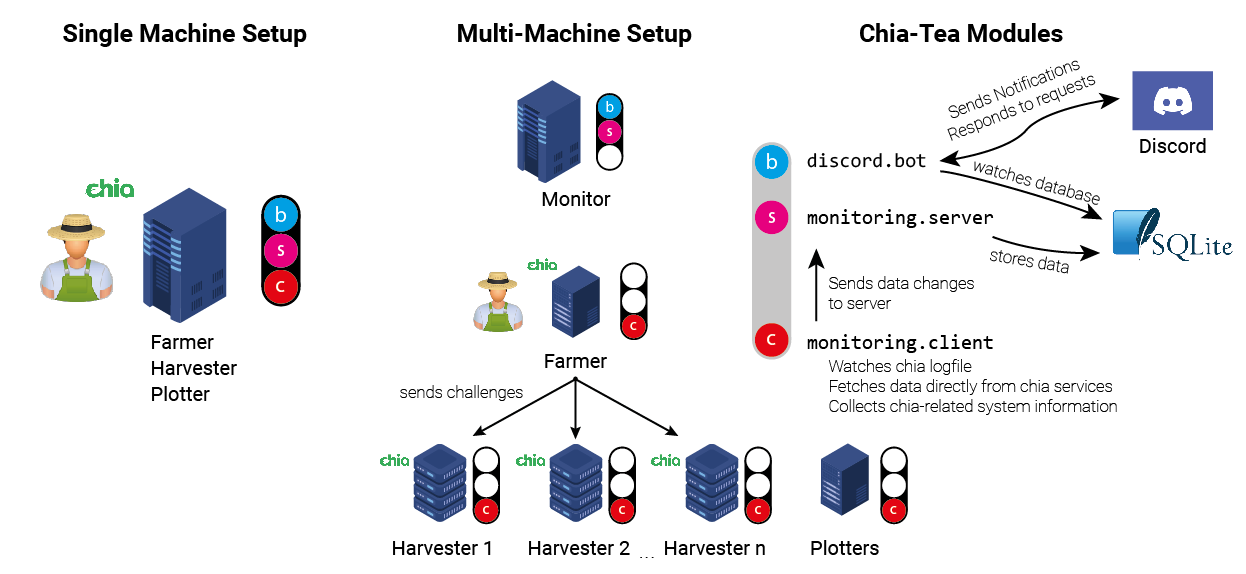 Single Machine Setup
chia
b
s
c
Farmer
Harvester
Plotter
Multi-Machine Setup
b
s
Monitor
chia
c
Farmer
sends challenges
chia
c
Harvester 1
chia
c
Harvester 2
...
chia
c
Harvester n
c
Plotters
Chia-Tea Modules
Sends Notifications
Responds to requests
Discord
b
discord.bot
watches database
s
monitoring.server
SQLite
stores data
Sends data changes
to server
c
monitoring.client
Watches chia logfile
Fetches data directly from chia services
Collects chia-related system information